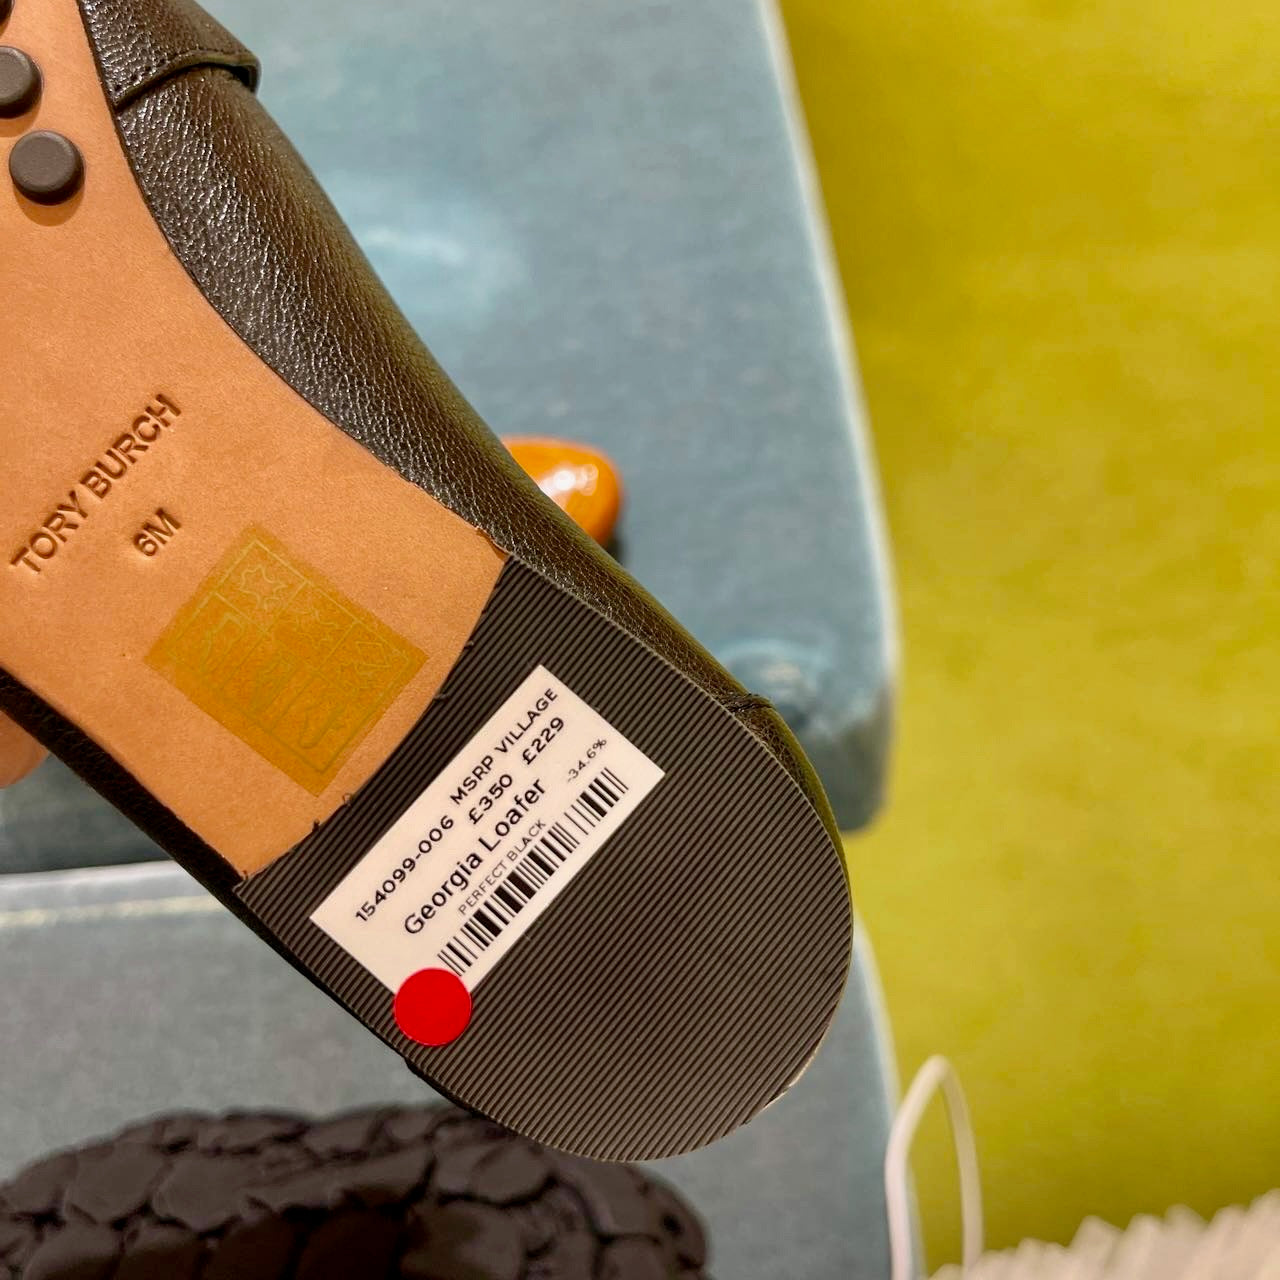 TORY BURCH
6M
154099-006 MSRP VILLAGE
£350 £229
Georgia Loafer -34.6%
PERFECT BLACK